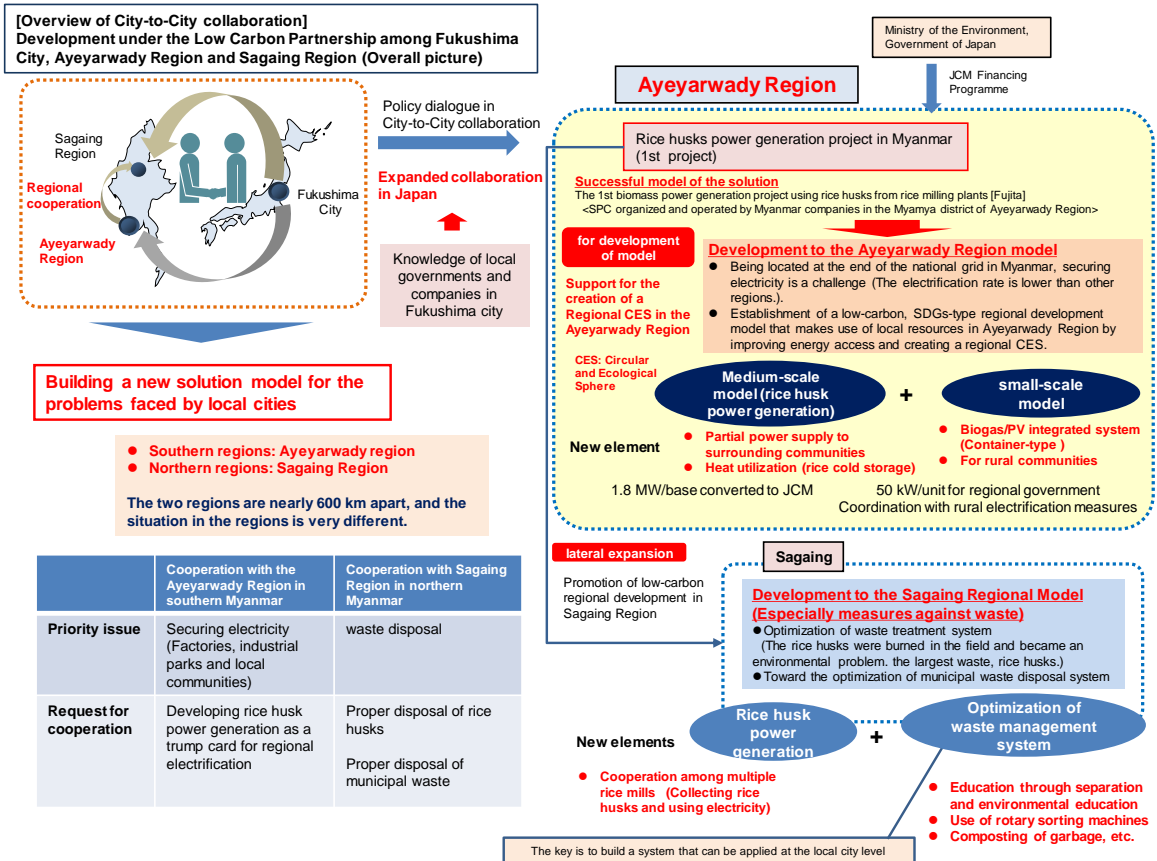 [Overview of City-to-City collaboration]
Development under the Low Carbon Partnership among Fukushima
City, Ayeyarwady Region and Sagaing Region (Overall picture)
Sagaing
Region
Regional
cooperation
Ayeyarwady
Region
Fukushima
City
Policy dialogue in
City-to-City collaboration
Expanded collaboration
in Japan
Knowledge of local
governments and
companies in
Fukushima city
Building a new solution model for the
problems faced by local cities
● Southern regions: Ayeyarwady region
● Northern regions: Sagaing Region
The two regions are nearly 600 km apart, and the
situation in the regions is very different.
Cooperation with the
Ayeyarwady Region in
southern Myanmar
Cooperation with Sagaing
Region in northern
Myanmar
Priority issue
Securing electricity
(Factories, industrial
parks and local
communities)
waste disposal
Request for
cooperation
Developing rice husk
power generation as a
trump card for regional
electrification
Proper disposal of rice
husks
Proper disposal of
municipal waste
Ministry of the Environment,
Government of Japan
JCM Financing
Programme
Ayeyarwady Region
Rice husks power generation project in Myanmar
(1st project)
Successful model of the solution
The 1st biomass power generation project using rice husks from rice milling plants [Fujita]
<SPC organized and operated by Myanmar companies in the Myamya district of Ayeyarwady Region>
for development
of model
Support for the
creation of a
Regional CES in the
Ayeyarwady Region
CES: Circular
and Ecological
Sphere
Development to the Ayeyarwady Region model
● Being located at the end of the national grid in Myanmar, securing
electricity is a challenge (The electrification rate is lower than other
regions.).
● Establishment of a low-carbon, SDGs-type regional development
model that makes use of local resources in Ayeyarwady Region by
improving energy access and creating a regional CES.
Medium-scale
model (rice husk
power generation)
+
small-scale
model
New element
● Partial power supply to
surrounding communities
● Heat utilization (rice cold storage)
● Biogas/PV integrated system
(Container-type )
● For rural communities
1.8 MW/base converted to JCM
50 kW/unit for regional government
Coordination with rural electrification measures
lateral expansion
Promotion of low-carbon
regional development in
Sagaing Region
Sagaing
Development to the Sagaing Regional Model
(Especially measures against waste)
●Optimization of waste treatment system
(The rice husks were burned in the field and became an
environmental problem. the largest waste, rice husks.)
●Toward the optimization of municipal waste disposal system
New elements
Rice husk
power
generation
+
Optimization of
waste management
system
● Cooperation among multiple
rice mills (Collecting rice
husks and using electricity)
● Education through separation
and environmental education
● Use of rotary sorting machines
● Composting of garbage, etc.
The key is to build a system that can be applied at the local city level